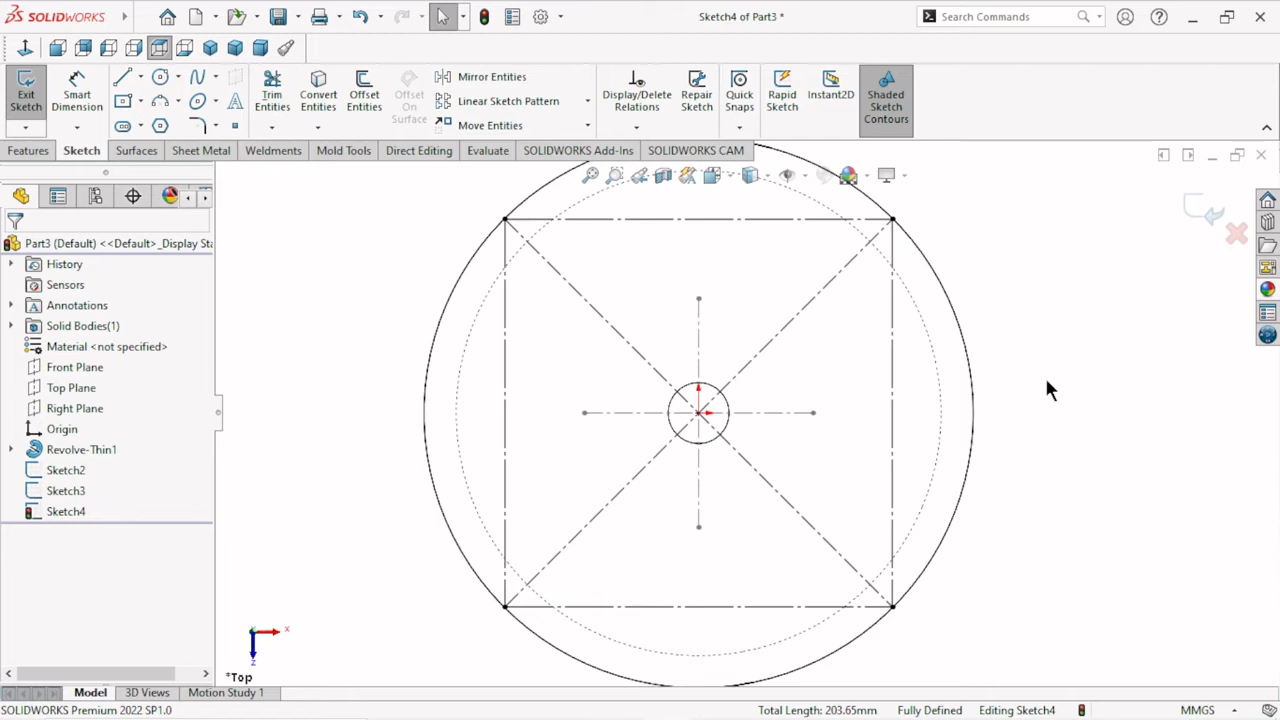 SOLIDWORKS
Sketch4 of Part3 *
Search Commands
Exit Sketch
Smart Dimension
Trim Entities
Convert Entities
Offset Entities
Offset On Surface
Mirror Entities
Linear Sketch Pattern
Move Entities
Display/Delete Relations
Repair Sketch
Quick Snaps
Rapid Sketch
Instant2D
Shaded Sketch Contours
Features
Sketch
Surfaces
Sheet Metal
Weldments
Mold Tools
Direct Editing
Evaluate
SOLIDWORKS Add-Ins
SOLIDWORKS CAM
Part3 (Default) <<Default>_Display Sta
History
Sensors
Annotations
Solid Bodies(1)
Material <not specified>
Front Plane
Top Plane
Right Plane
Origin
Revolve-Thin1
Sketch2
Sketch3
Sketch4
x
z
*Top
Model
3D Views
Motion Study 1
SOLIDWORKS Premium 2022 SP1.0
Total Length: 203.65mm
Fully Defined
Editing Sketch4
MMGS